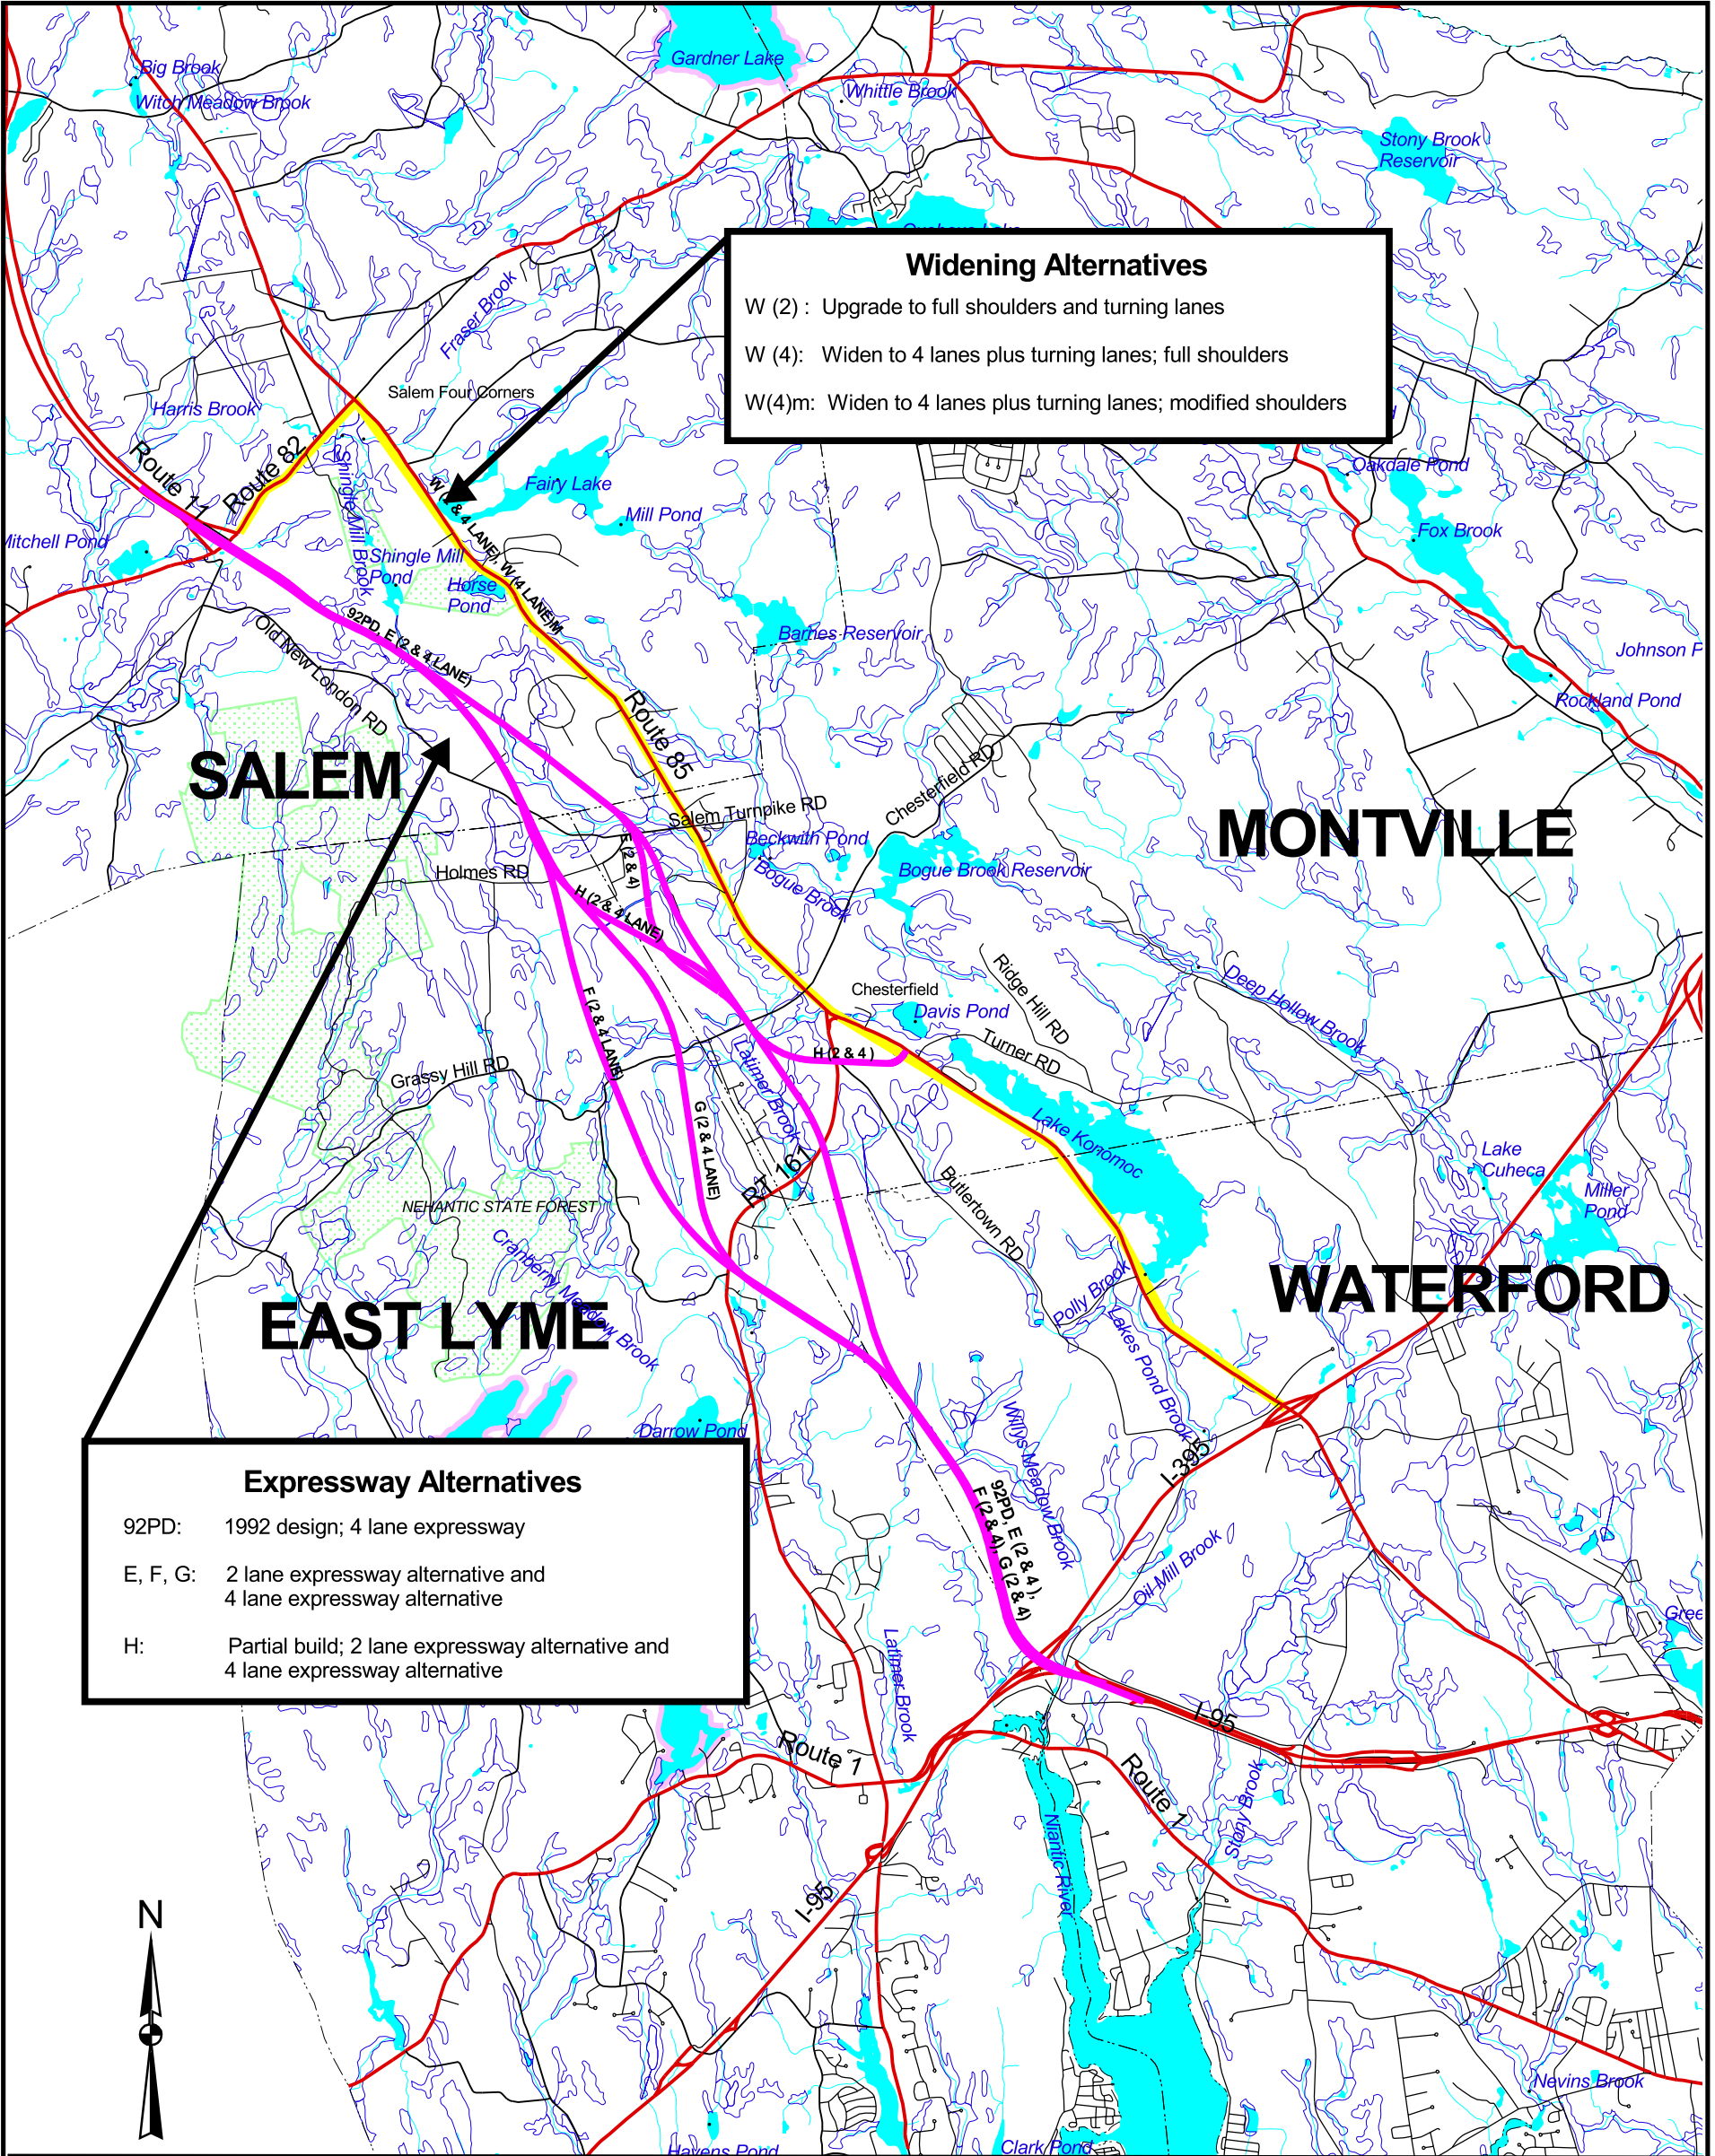 Gardner Lake
Big Brook
Witch Meadow Brook
Whittle Brook
Stony Brook
Reservoir
Widening Alternatives
W (2) : Upgrade to full shoulders and turning lanes
W (4): Widen to 4 lanes plus turning lanes; full shoulders
W(4)m: Widen to 4 lanes plus turning lanes; modified shoulders
Fraser Brook
Salem Four Corners
Harris Brook
Route 11
Route 82
Shingle Mill Brook
Fairy Lake
Mill Pond
Oakdale Pond
Fox Brook
Mitchell Pond
Shingle Mill
Pond
Horse
Pond
W (2 & 4 LANE), W (4 LANE)M
92PD, E (2 & 4 LANE)
Old New London RD
Barnes Reservoir
Johnson P
Rockland Pond
Route 85
SALEM
MONTVILLE
Salem Turnpike RD
Chesterfield RD
Beckwith Pond
Bogue Brook
Bogue Brook Reservoir
Holmes RD
E (2 & 4)
H (2 & 4 LANE)
Chesterfield
Davis Pond
Ridge Hill RD
Turner RD
Deep Hollow Brook
F (2 & 4 LANE)
H (2 & 4 )
Latimer Brook
Grassy Hill RD
G (2 & 4 LANE)
RT 161
Lake Konomoc
Lake
Cuheca
Miller
Pond
Butlertown RD
NEHANTIC STATE FOREST
Cranberry Meadow Brook
Polly Brook
Lakes Pond Brook
WATERFORD
EAST LYME
Darrow Pond
Willys Meadow Brook
I-395
92PD, E (2 & 4 ),
F (2 & 4), G (2 & 4)
Oil Mill Brook
Expressway Alternatives
92PD: 1992 design; 4 lane expressway
E, F, G: 2 lane expressway alternative and
4 lane expressway alternative
H: Partial build; 2 lane expressway alternative and
4 lane expressway alternative
Gree
Latimer Brook
I-95
Route 1
Route 1
Stony Brook
Niantic River
I-95
N
Nevins Brook
Havens Pond
Clark Pond